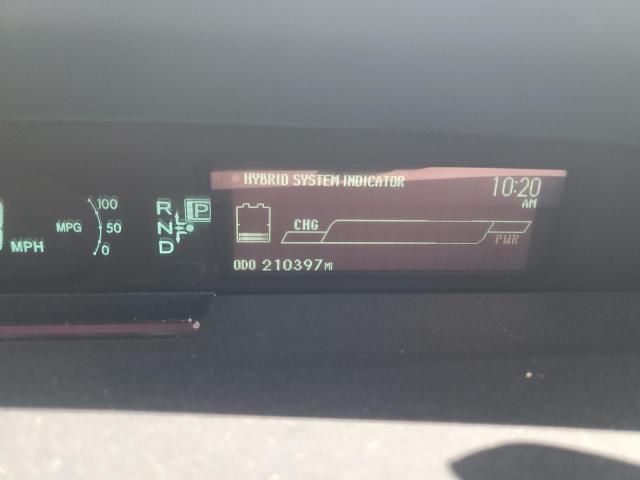 HYBRID SYSTEM INDICATOR 10:20
AM
100
MPG 50
0
MPH
R P
N
D
CHG
PWR
ODO 210397 MI